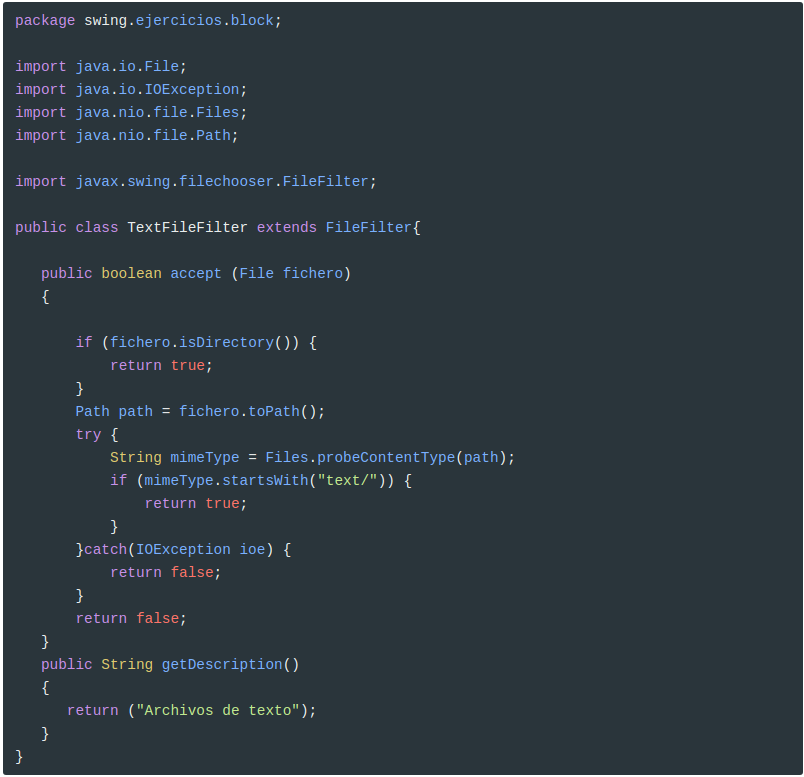 package swing.ejercicios.block;
import java.io.File;
import java.io.IOException;
import java.nio.file.Files;
import java.nio.file.Path;
import javax.swing.filechooser.FileFilter;
public class TextFileFilter extends FileFilter{
public boolean accept (File fichero)
{
if (fichero.isDirectory()) {
return true;
}
Path path = fichero.toPath();
try {
String mimeType = Files.probeContentType(path);
if (mimeType.startsWith("text/")) {
return true;
}
}catch(IOException ioe) {
return false;
}
return false;
}
public String getDescription()
{
return ("Archivos de texto");
}
}